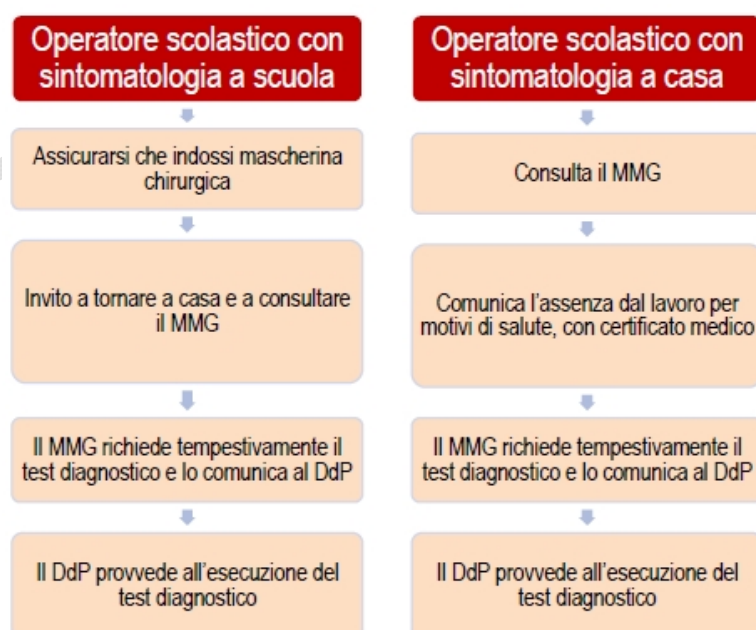 Operatore scolastico con
sintomatologia a scuola
Assicurarsi che indossi mascherina
chirurgica
Invito a tornare a casa e a consultare
il MMG
Il MMG richiede tempestivamente il
test diagnostico e lo comunica al DdP
Il DdP provvede all'esecuzione del
test diagnostico
Operatore scolastico con
sintomatologia a casa
Consulta il MMG
Comunica l'assenza dal lavoro per
motivi di salute, con certificato medico
Il MMG richiede tempestivamente il
test diagnostico e lo comunica al DdP
Il DdP provvede all'esecuzione del
test diagnostico